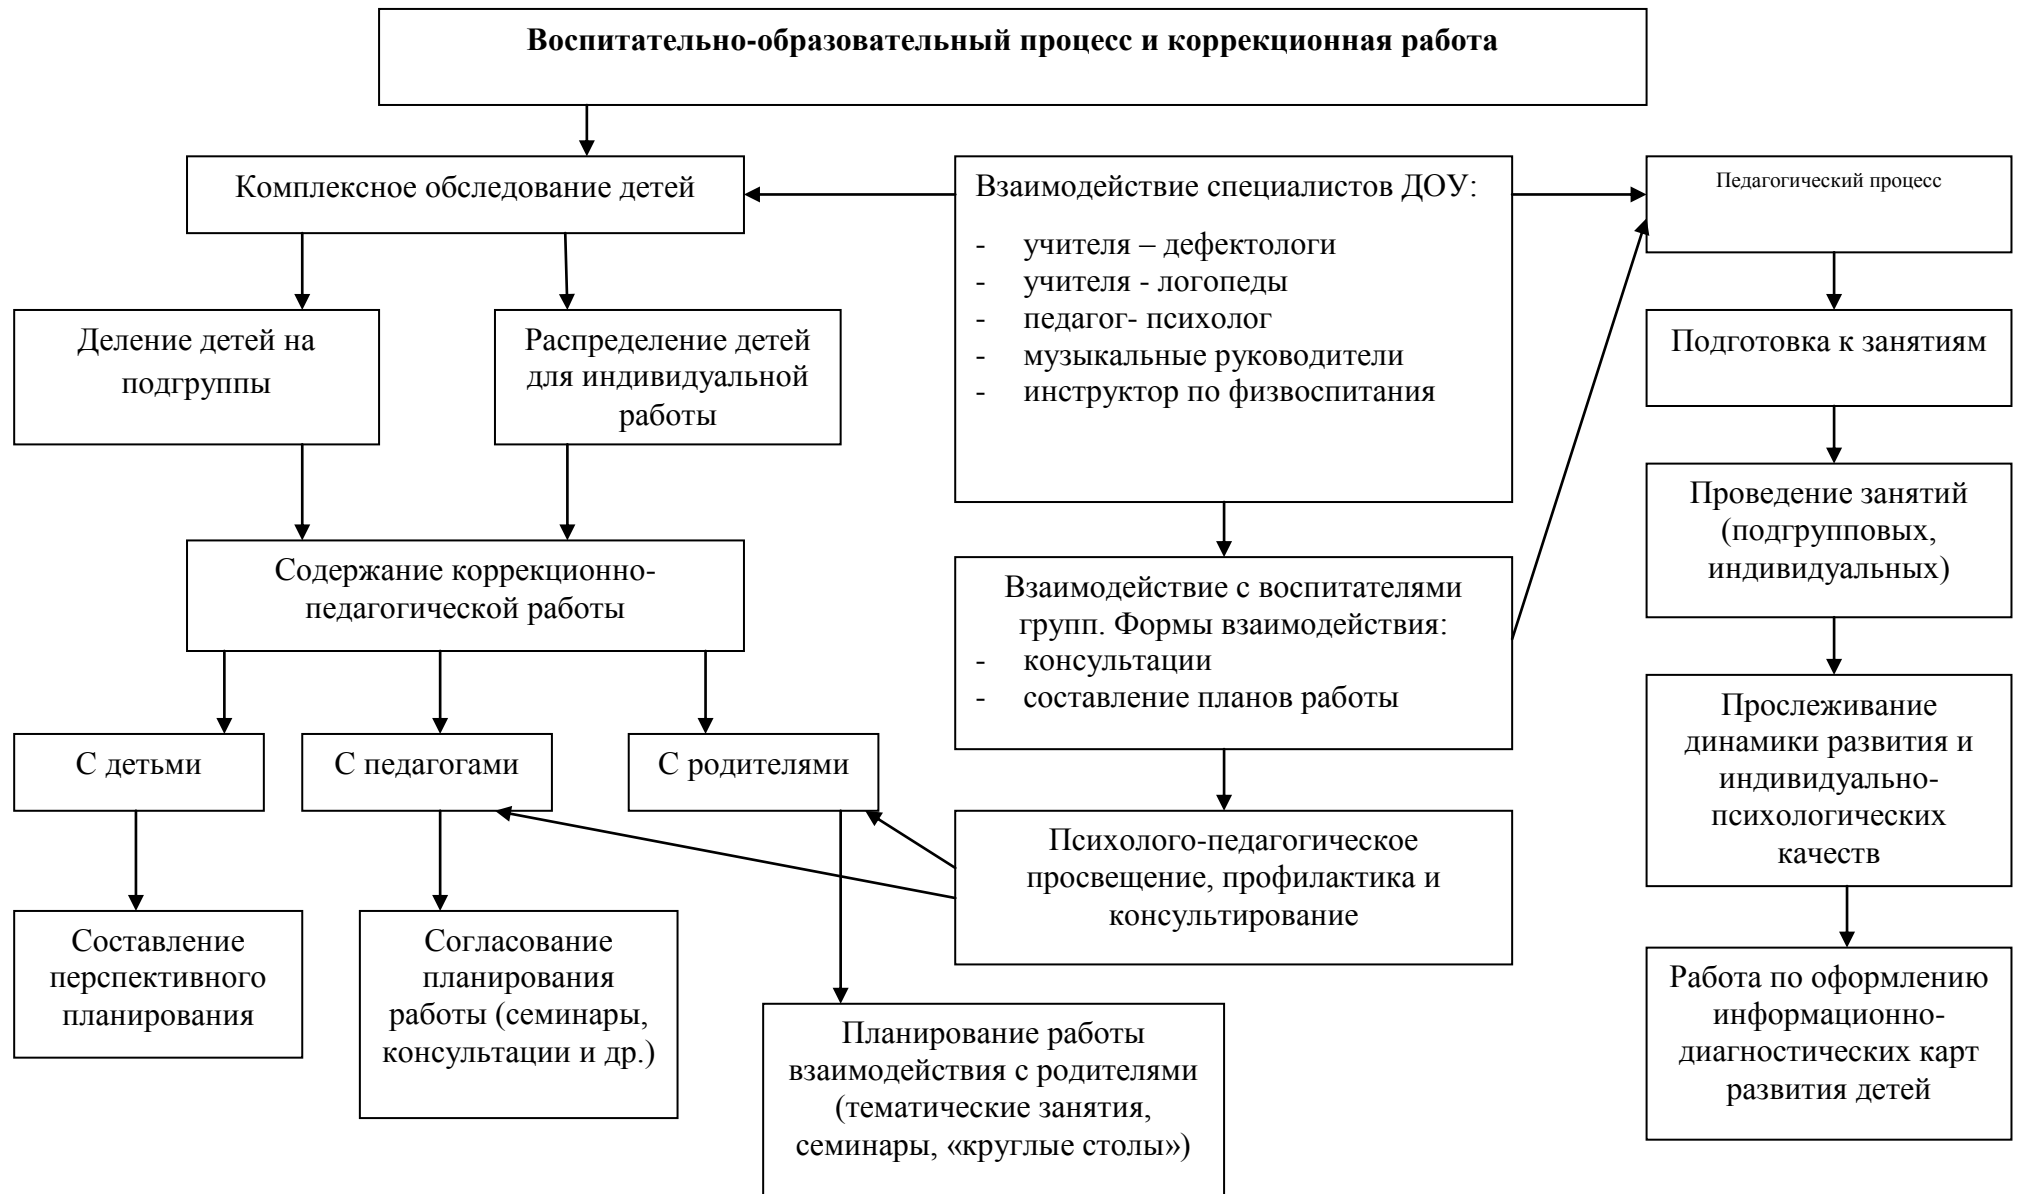 Воспитательно-образовательный процесс и коррекционная работа
Комплексное обследование детей
Взаимодействие специалистов ДОУ:
- учителя – дефектологи
- учителя - логопеды
- педагог- психолог
- музыкальные руководители
- инструктор по физвоспитания
Педагогический процесс
Деление детей на
подгруппы
Распределение детей
для индивидуальной
работы
Подготовка к занятиям
Проведение занятий
(подгрупповых,
индивидуальных)
Содержание коррекционно-
педагогической работы
Взаимодействие с воспитателями
групп. Формы взаимодействия:
- консультации
- составление планов работы
Прослеживание
динамики развития и
индивидуально-
психологических
качеств
С детьми
С педагогами
С родителями
Психолого-педагогическое
просвещение, профилактика и
консультирование
Составление
перспективного
планирования
Согласование
планирования
работы (семинары,
консультации и др.)
Планирование работы
взаимодействия с родителями
(тематические занятия,
семинары, «круглые столы»)
Работа по оформлению
информационно-
диагностических карт
развития детей